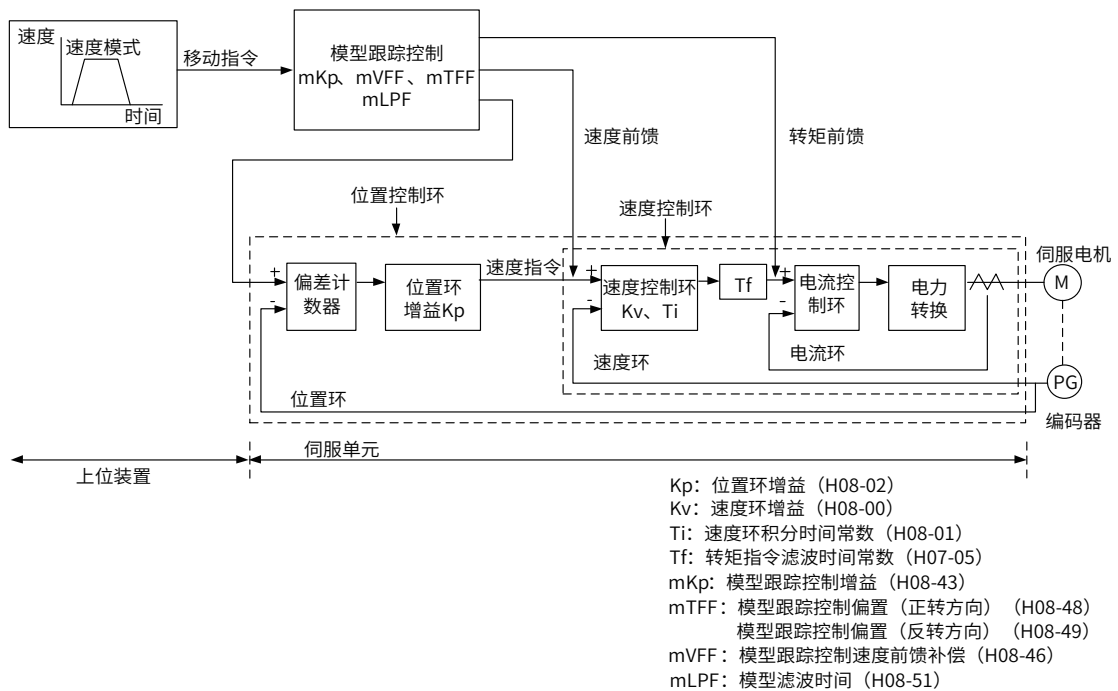 速度
速度模式
时间
移动指令
模型跟踪控制
mKp、mVFF、mTFF
mLPF
速度前馈
转矩前馈
位置控制环
速度控制环
伺服电机
+
-
偏差计
数器
位置环
增益Kp
速度指令
+
-
速度控制环
Kv、Ti
Tf
+
-
电流控
制环
电力
转换
M
电流环
速度环
PG
位置环
编码器
伺服单元
上位装置
Kp：位置环增益（H08-02）
Kv：速度环增益（H08-00）
Ti：速度环积分时间常数（H08-01）
Tf：转矩指令滤波时间常数（H07-05）
mKp：模型跟踪控制增益（H08-43）
mTFF：模型跟踪控制偏置（正转方向）（H08-48）
模型跟踪控制偏置（反转方向）（H08-49）
mVFF：模型跟踪控制速度前馈补偿（H08-46）
mLPF：模型滤波时间（H08-51）